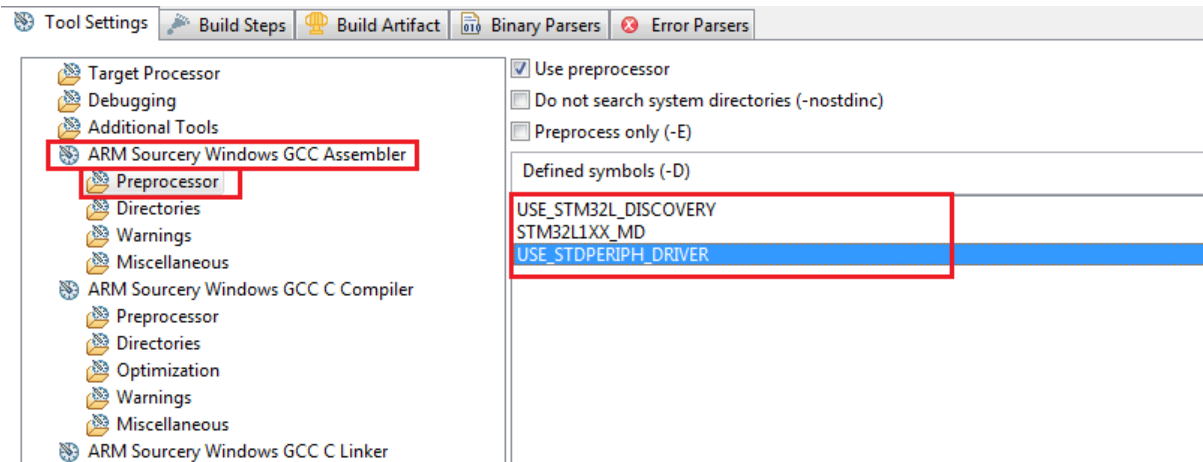 Tool Settings Build Steps Build Artifact Binary Parsers Error Parsers
Target Processor
Debugging
Additional Tools
ARM Sourcery Windows GCC Assembler
Preprocessor
Directories
Warnings
Miscellaneous
ARM Sourcery Windows GCC C Compiler
Preprocessor
Directories
Optimization
Warnings
Miscellaneous
ARM Sourcery Windows GCC C Linker
Use preprocessor
Do not search system directories (-nostdinc)
Preprocess only (-E)
Defined symbols (-D)
USE_STM32L_DISCOVERY
STM32L1XX_MD
USE_STDPERIPH_DRIVER